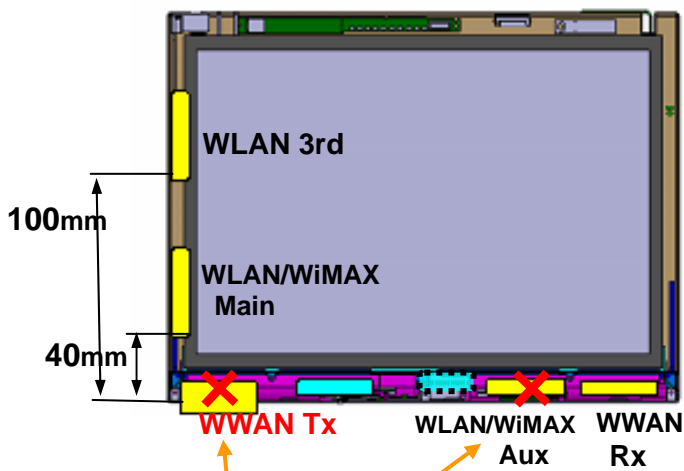 WLAN 3rd
100mm
WLAN/WiMAX
Main
40mm
WWAN Tx
WLAN/WiMAX
Aux
WWAN
Rx